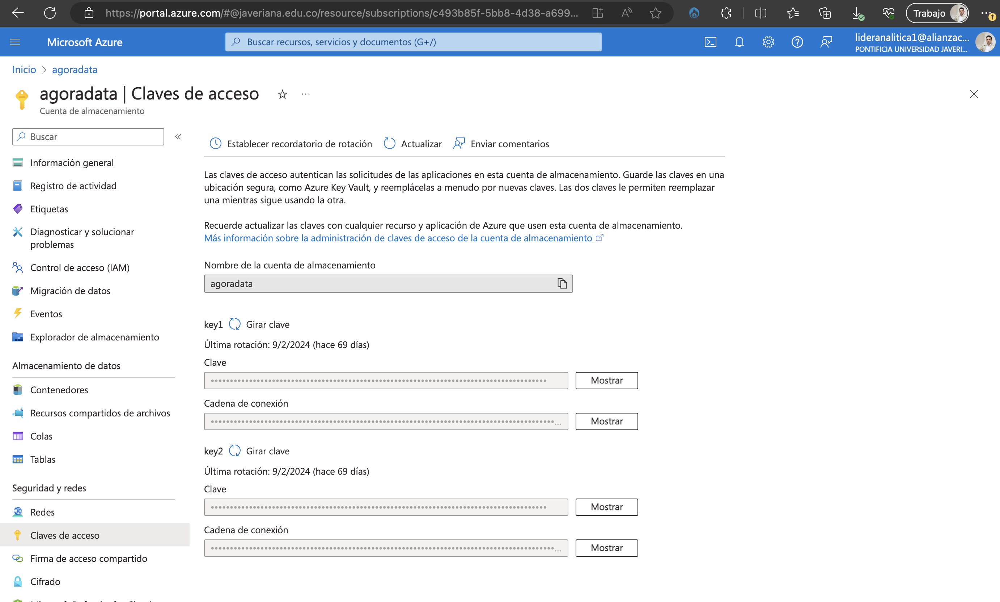 https://portal.azure.com/#@javeriana.edu.co/resource/subscriptions/c493b85f-5bb8-4d38-a699...
Trabajo
Microsoft Azure
Buscar recursos, servicios y documentos (G+/)
lideranalitica1@alianzac...
PONTIFICIA UNIVERSIDAD JAVERI...
Inicio > agoradata
agoradata | Claves de acceso
Cuenta de almacenamiento
Buscar
Información general
Registro de actividad
Etiquetas
Diagnosticar y solucionar
problemas
Control de acceso (IAM)
Migración de datos
Eventos
Explorador de almacenamiento
Almacenamiento de datos
Contenedores
Recursos compartidos de archivos
Colas
Tablas
Seguridad y redes
Redes
Claves de acceso
Firma de acceso compartido
Cifrado
Establecer recordatorio de rotación
Actualizar
Enviar comentarios
Las claves de acceso autentican las solicitudes de las aplicaciones en esta cuenta de almacenamiento. Guarde las claves en una
ubicación segura, como Azure Key Vault, y reemplácelas a menudo por nuevas claves. Las dos claves le permiten reemplazar
una mientras sigue usando la otra.
Recuerde actualizar las claves con cualquier recurso y aplicación de Azure que usen esta cuenta de almacenamiento.
Más información sobre la administración de claves de acceso de la cuenta de almacenamiento
Nombre de la cuenta de almacenamiento
agoradata
key1 Girar clave
Última rotación: 9/2/2024 (hace 69 días)
Clave
Mostrar
Cadena de conexión
Mostrar
key2 Girar clave
Última rotación: 9/2/2024 (hace 69 días)
Clave
Mostrar
Cadena de conexión
Mostrar